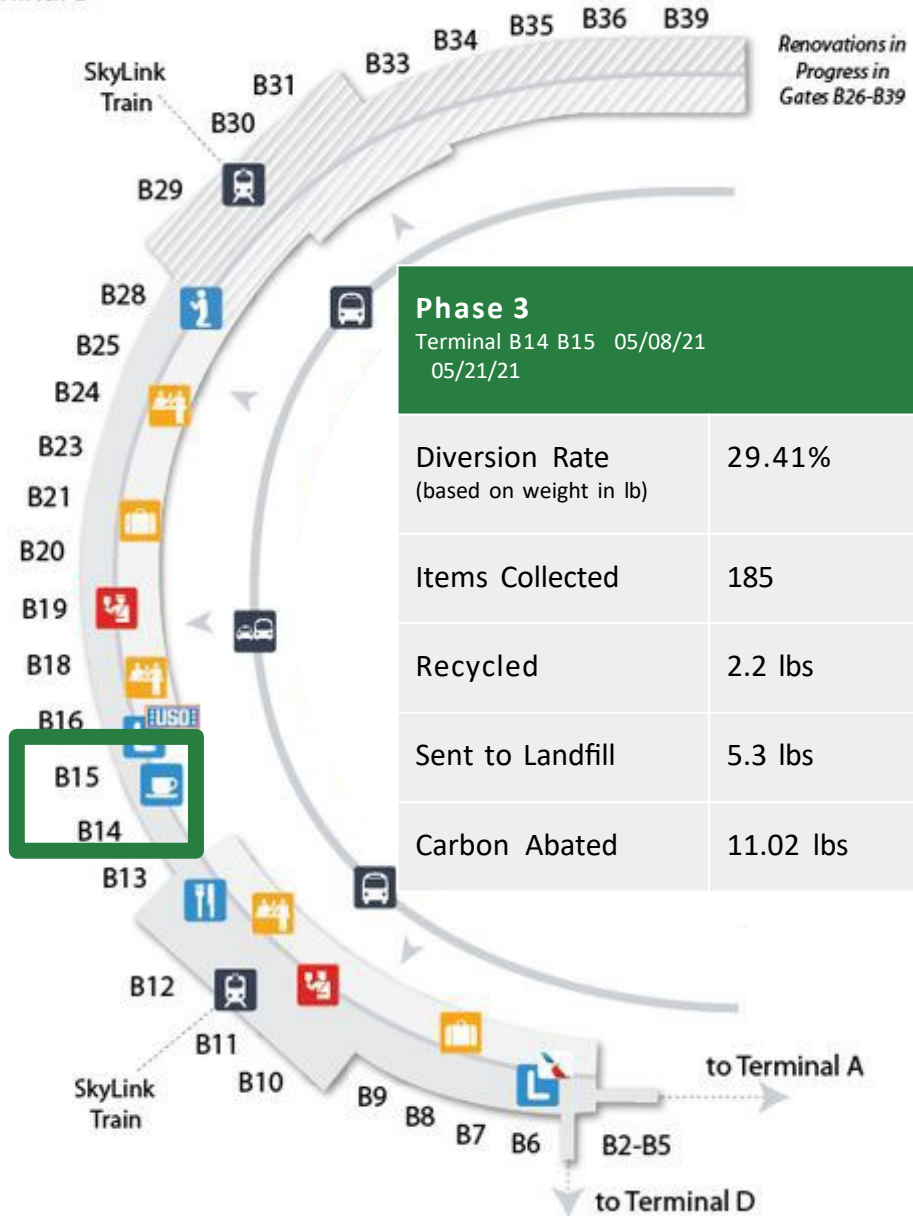 B39
B36
B35
B34
B33
B31
B30
B29
Renovations in
Progress in
Gates B26-B39
SkyLink
Train
B28
B25
B24
B23
B21
B20
B19
B18
B16
USO
B15
B14
B13
B12
B11
B10
B9
B8
B7
B6
B2-B5
SkyLink
Train
to Terminal A
to Terminal D
Phase 3
Terminal B14 B15 05/08/21
05/21/21
Diversion Rate 29.41%
(based on weight in lb)
Items Collected 185
Recycled 2.2 lbs
Sent to Landfill 5.3 lbs
Carbon Abated 11.02 lbs